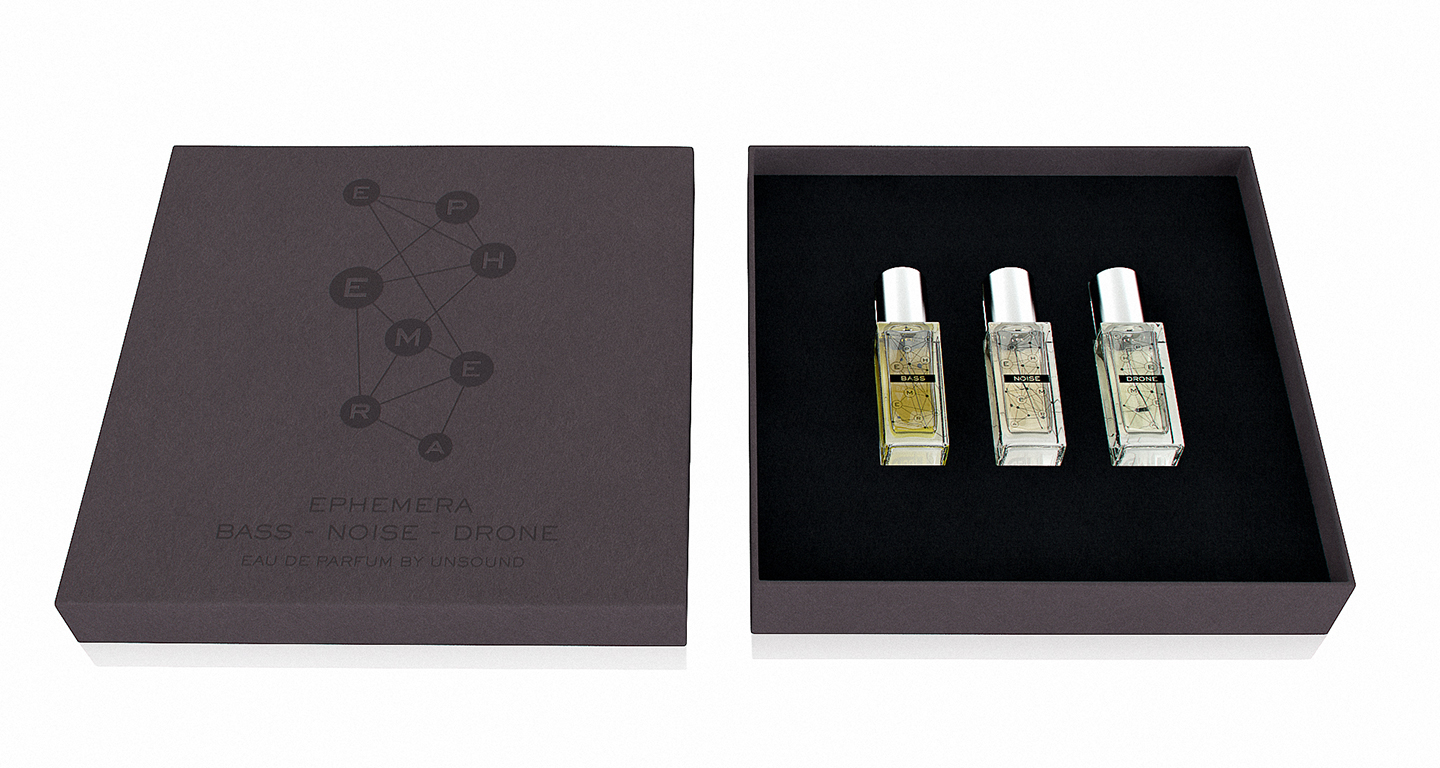 E
P
H
E
M
E
R
A
EPHEMERA
BASS - NOISE - DRONE
EAU DE PARFUM BY UNSOUND
BASS
NOISE
DRONE